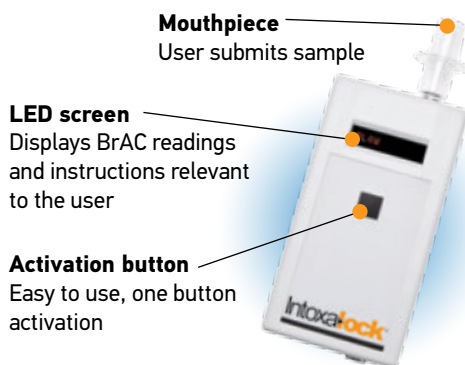 Mouthpiece
User submits sample
LED screen
Displays BrAC readings
and instructions relevant
to the user
Activation button
Easy to use, one button
activation
Intoxalock